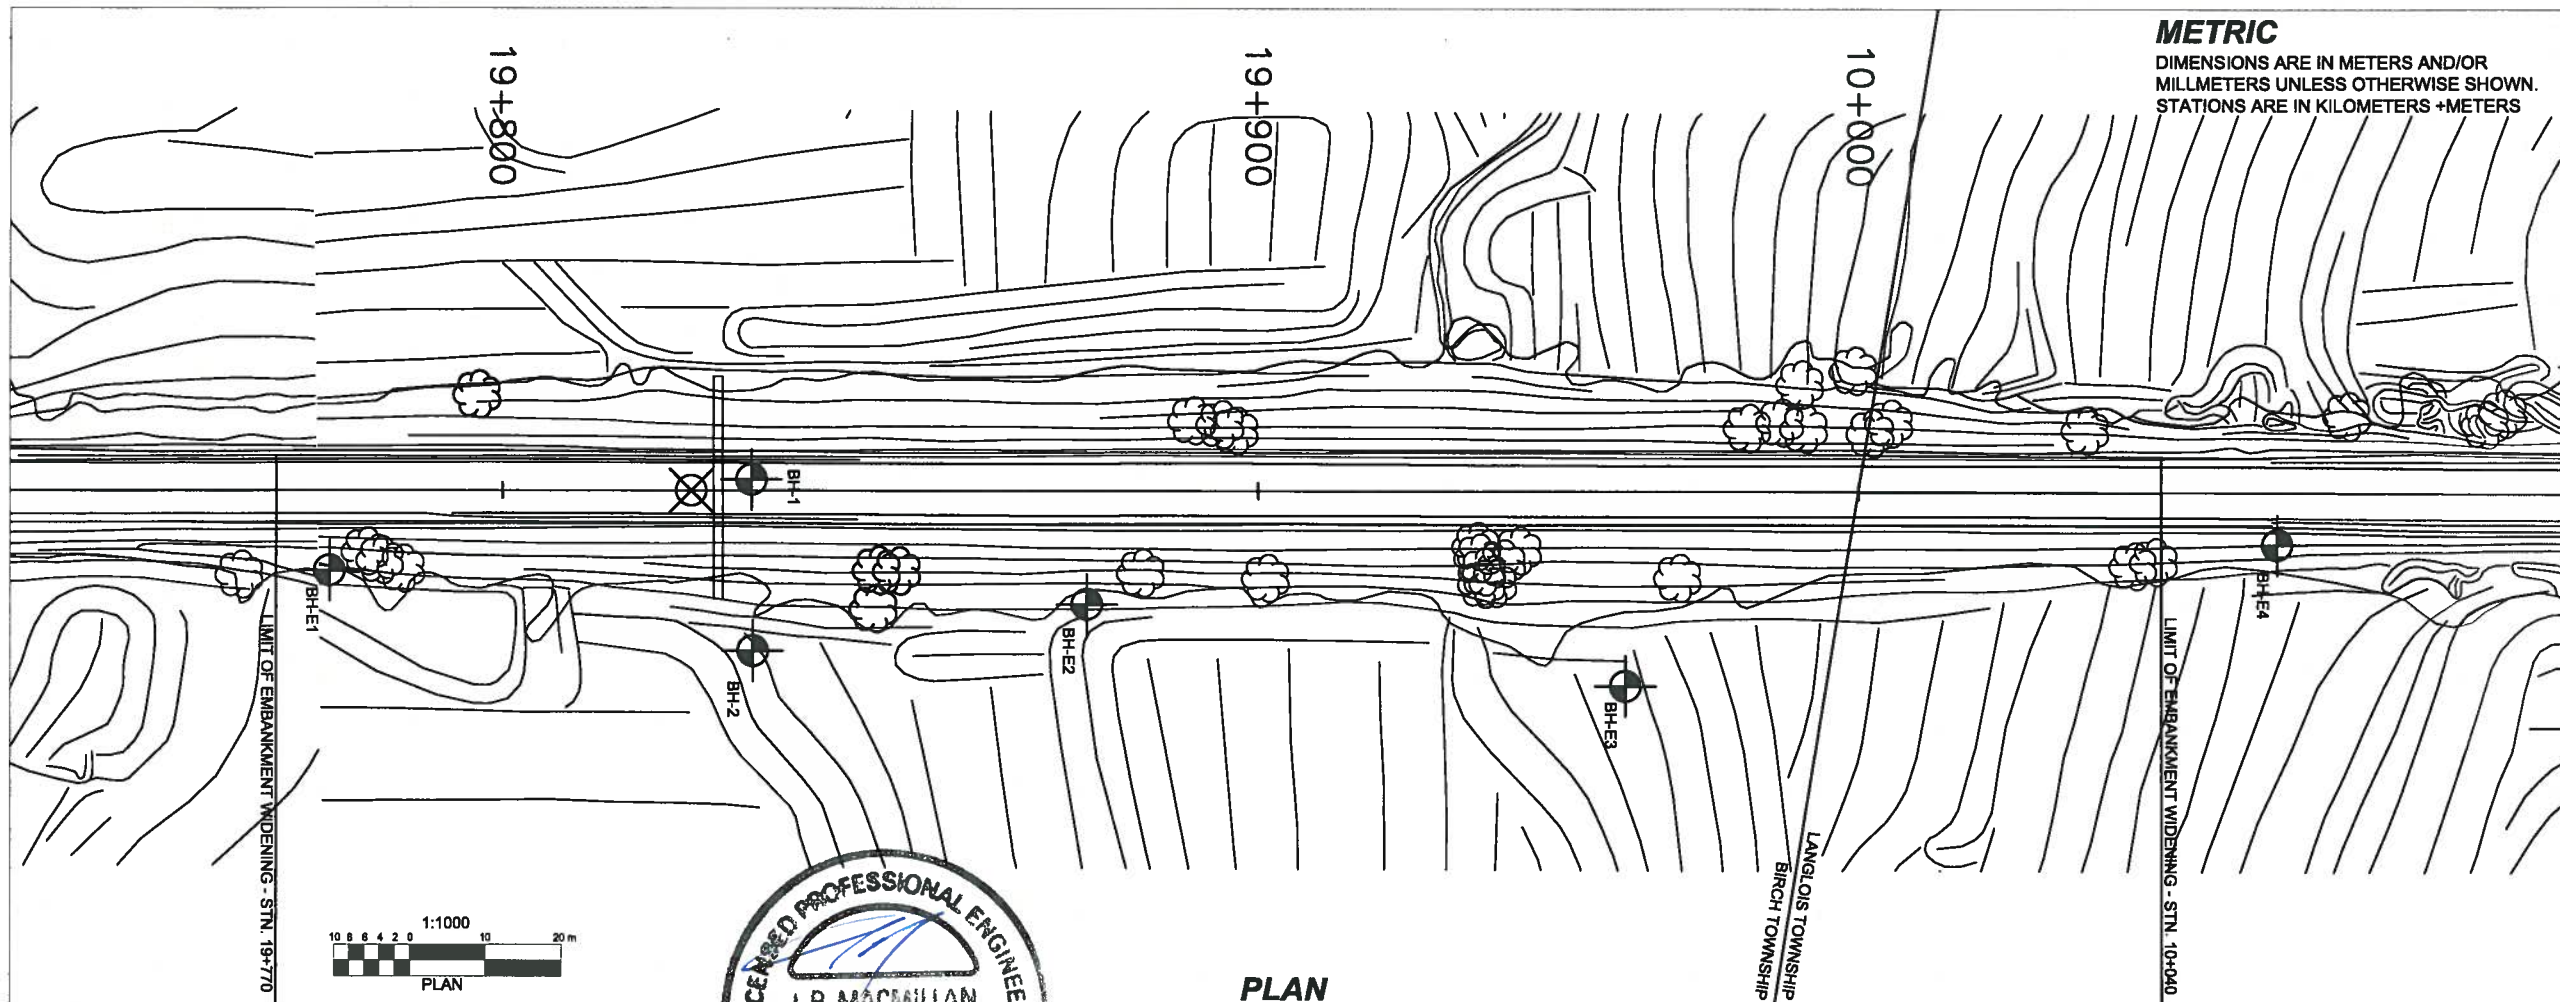 METRIC
DIMENSIONS ARE IN METERS AND/OR
MILLMETERS UNLESS OTHERWISE SHOWN.
STATIONS ARE IN KILOMETERS +METERS
19+800
19+900
10+000
BH-1
BH-E1
BH-2
BH-E2
BH-E3
BH-E4
LIMIT OF EMBANKMENT WIDENING - STN. 19+770
LIMIT OF EMBANKMENT WIDENING - STN. 10+040
LANGLOIS TOWNSHIP
BIRCH TOWNSHIP
1:1000
10 8 6 4 2 0 10 20 m
PLAN
PROFESSIONAL
MACMILLAN
PLAN